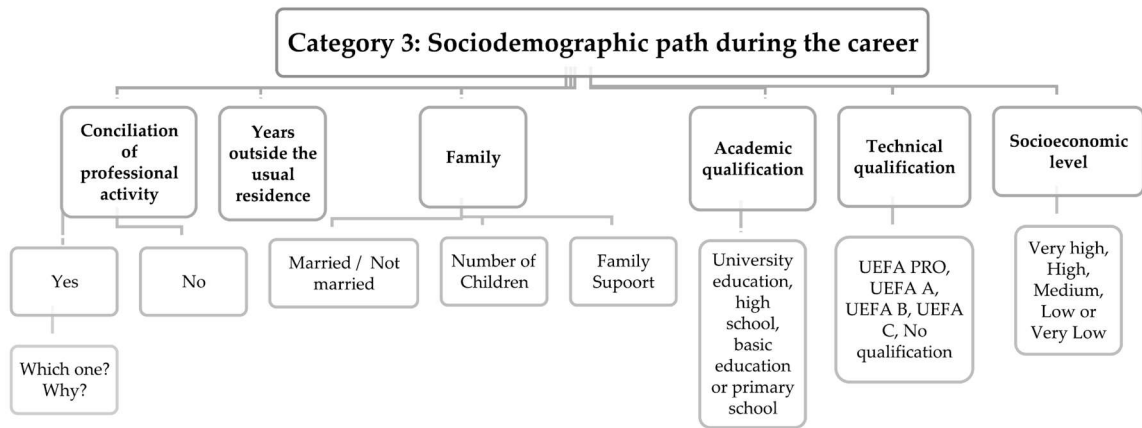 Category 3: Sociodemographic path during the career
Conciliation
of
professional
activity
Years
outside the
usual
residence
Family
Academic
qualification
Technical
qualification
Socioeconomic
level
Yes
No
Married / Not
married
Number of
Children
Family
Supoort
University
education,
high
school,
basic
education
or primary
school
UEFA PRO,
UEFA A,
UEFA B, UEFA
C, No
qualification
Very high,
High,
Medium,
Low or
Very Low
Which one?
Why?